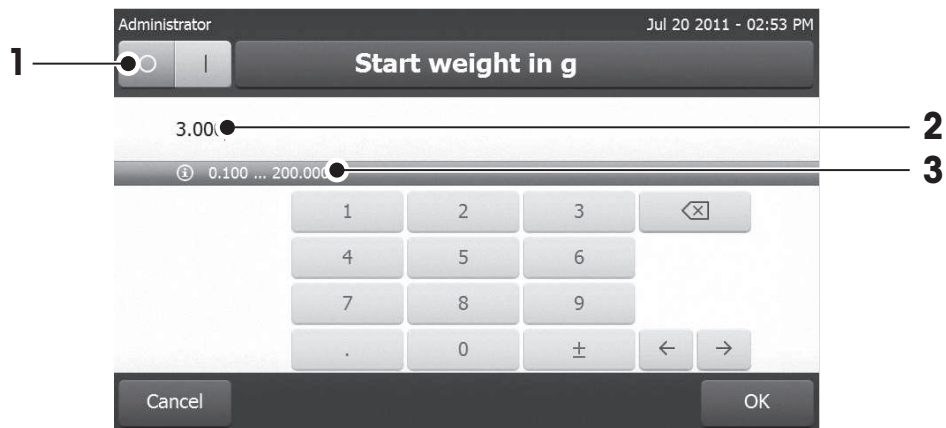 Administrator Jul 20 2011 - 02:53 PM
1
Start weight in g
3.00
2
0.100 ... 200.000
3
1 2 3
4 5 6
7 8 9
. 0 ± ← →
Cancel OK